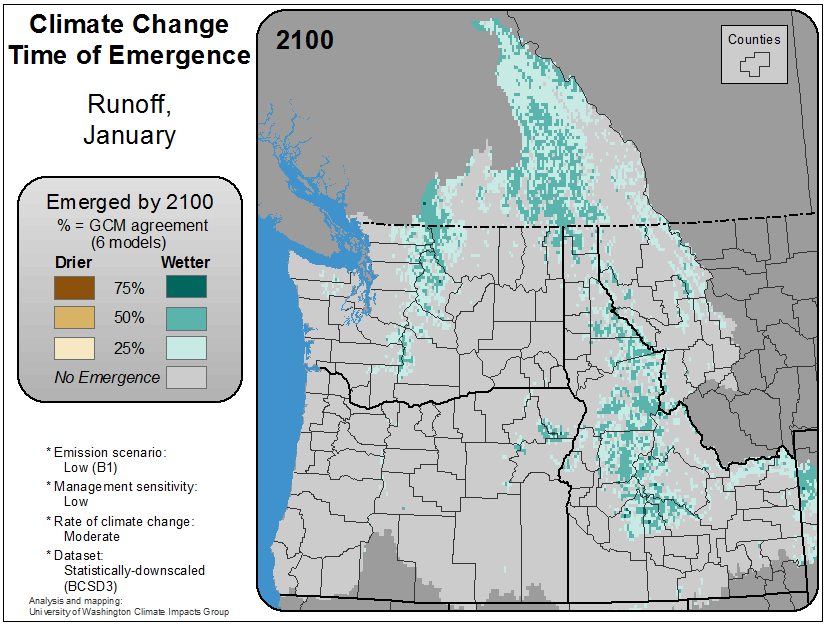 Climate Change
Time of Emergence
Runoff,
January
Emerged by 2100
% = GCM agreement
(6 models)
Drier Wetter
75%
50%
25%
No Emergence
* Emission scenario:
Low (B1)
* Management sensitivity:
Low
* Rate of climate change:
Moderate
* Dataset:
Statistically-downscaled
(BCSD3)
Analysis and mapping:
University of Washington Climate Impacts Group
2100
Counties